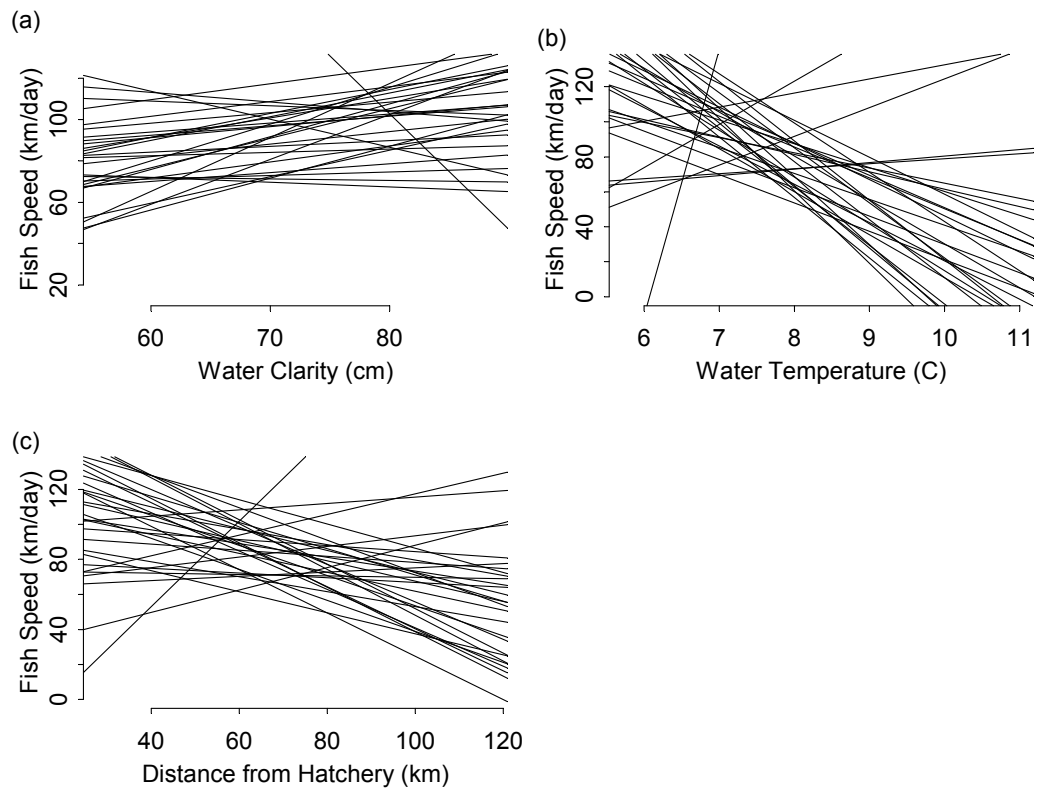 (a)
Fish Speed (km/day)
20 60 100
60 70 80
Water Clarity (cm)
(b)
Fish Speed (km/day)
0 40 80 120
6 7 8 9 10 11
Water Temperature (C)
(c)
Fish Speed (km/day)
0 40 80 120
40 60 80 100 120
Distance from Hatchery (km)